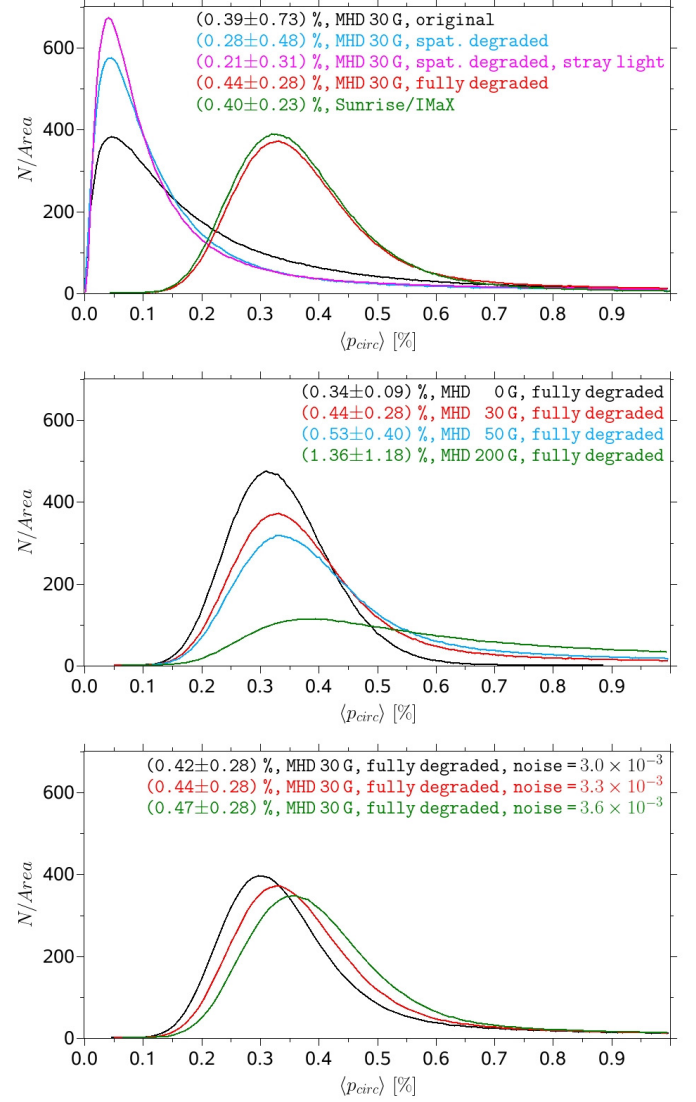 (0.39±0.73) %, MHD 30 G, original
(0.28±0.48) %, MHD 30 G, spat. degraded
(0.21±0.31) %, MHD 30 G, spat. degraded, stray light
(0.44±0.28) %, MHD 30 G, fully degraded
(0.40±0.23) %, Sunrise/IMaX
600
400
200
0
N/Area
0.0 0.1 0.2 0.3 0.4 0.5 0.6 0.7 0.8 0.9
⟨p_circ⟩ [%]
(0.34±0.09) %, MHD 0 G, fully degraded
(0.44±0.28) %, MHD 30 G, fully degraded
(0.53±0.40) %, MHD 50 G, fully degraded
(1.36±1.18) %, MHD 200 G, fully degraded
600
400
200
0
N/Area
0.0 0.1 0.2 0.3 0.4 0.5 0.6 0.7 0.8 0.9
⟨p_circ⟩ [%]
(0.42±0.28) %, MHD 30 G, fully degraded, noise = 3.0 × 10⁻³
(0.44±0.28) %, MHD 30 G, fully degraded, noise = 3.3 × 10⁻³
(0.47±0.28) %, MHD 30 G, fully degraded, noise = 3.6 × 10⁻³
600
400
200
0
N/Area
0.0 0.1 0.2 0.3 0.4 0.5 0.6 0.7 0.8 0.9
⟨p_circ⟩ [%]